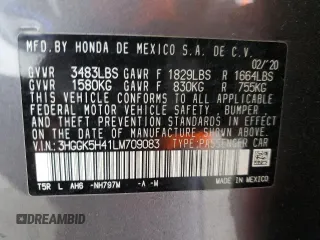 MFD.BY HONDA DE MEXICO S.A. DE C.V.
02/20
GVWR 3483LBS GAWR F 1829LBS R 1664LBS
GVWR 1580KG GAWR F 830KG R 755KG
THIS VEHICLE CONFORMS TO ALL APPLICABLE
FEDERAL MOTOR VEHICLE SAFETY, BUMPER,
AND THEFT PREVENTION STANDARDS IN EFFECT ON THE
DATE OF MANUFACTURE SHOWN ABOVE.
V.I.N.: 3HGGK5H41LM709083 TYPE:PASSENGER CAR
T5R L AH6 -NH797M -A -M- MADE IN MEXICO
DREAMBID